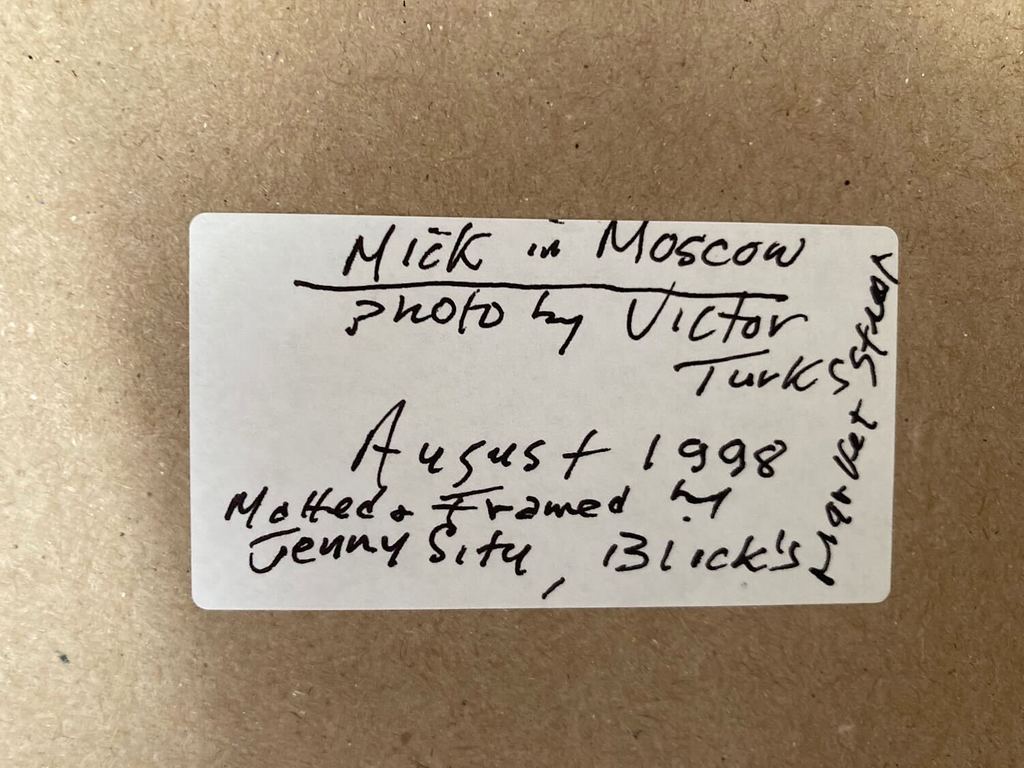 Mick in Moscow
photo by Victor
Turks
August 1998
Matted & Framed by
Jenny Situ, Blick's
Market Street